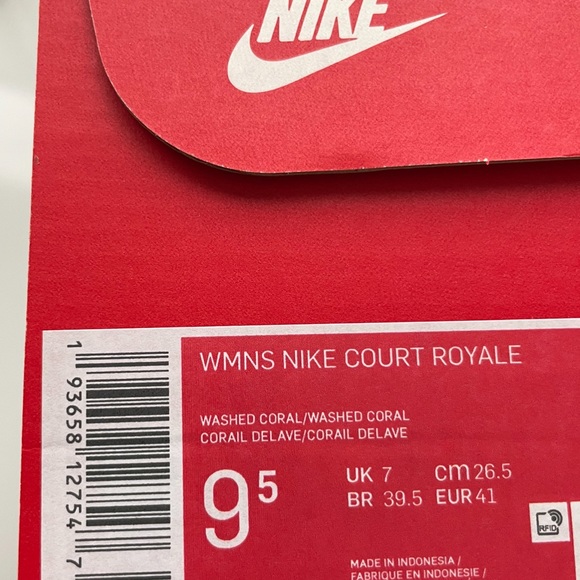 NIKE
WMNS NIKE COURT ROYALE
WASHED CORAL/WASHED CORAL
CORAIL DELAVE/CORAIL DELAVE
9 5
UK 7 cm 26.5
BR 39.5 EUR 41
RFID
MADE IN INDONESIA/
FABRIQUE EN INDONESIE/
1 93658 12754 7